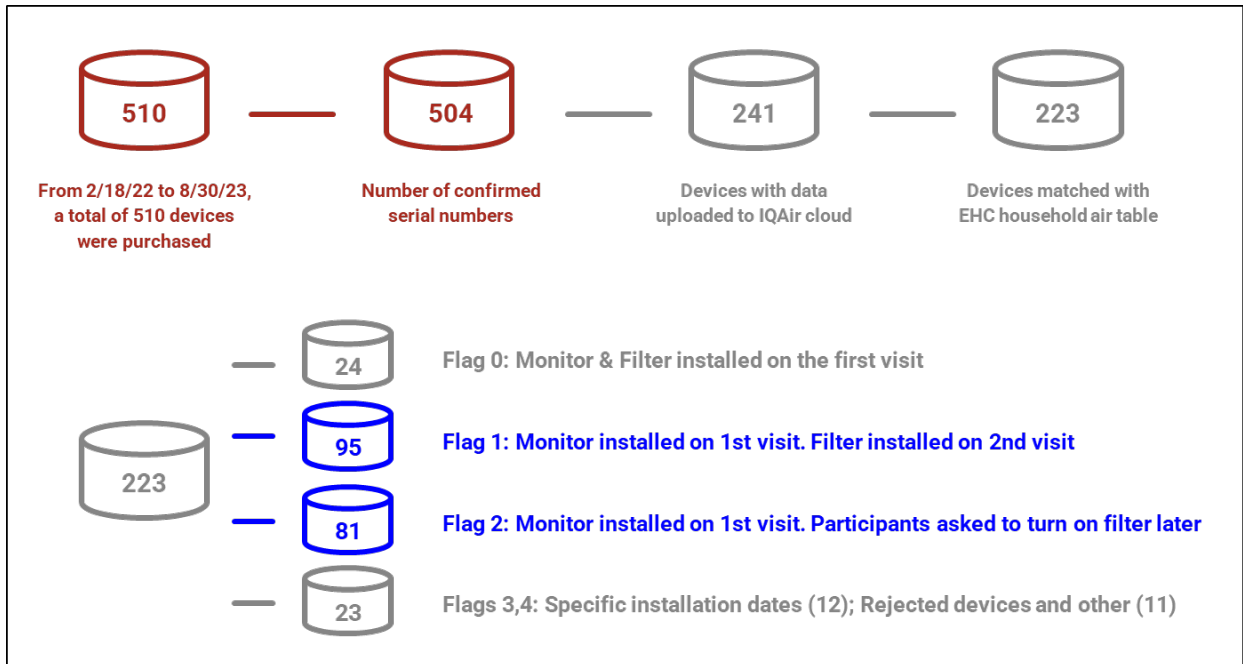 510
504
241
223
From 2/18/22 to 8/30/23,
a total of 510 devices
were purchased
Number of confirmed
serial numbers
Devices with data
uploaded to IQAir cloud
Devices matched with
EHC household air table
223
24
Flag 0: Monitor & Filter installed on the first visit
95
Flag 1: Monitor installed on 1st visit. Filter installed on 2nd visit
81
Flag 2: Monitor installed on 1st visit. Participants asked to turn on filter later
23
Flags 3,4: Specific installation dates (12); Rejected devices and other (11)